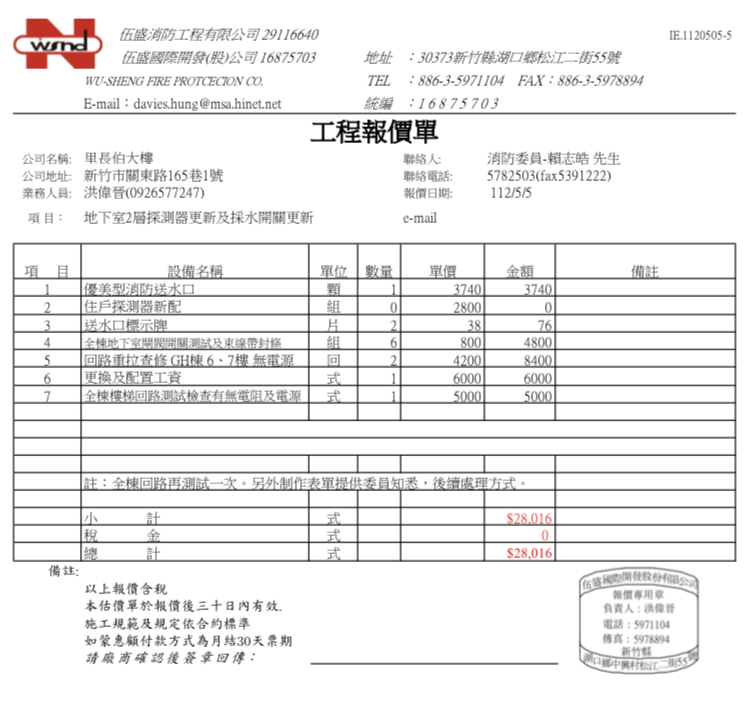 wsnd
伍盛消防工程有限公司 29116640
IE.1120505-5
伍盛國際開發(股)公司 16875703 地址 ：30373新竹縣湖口鄉松江二街55號
WU-SHENG FIRE PROTCECION CO. TEL ：886-3-5971104 FAX：886-3-5978894
E-mail：davies.hung@msa.hinet.net 統編 ：16875703
工程報價單
公司名稱: 里長伯大樓 聯絡人: 消防委員-賴志皓 先生
公司地址: 新竹市關東路165巷1號 聯絡電話: 5782503(fax5391222)
業務人員: 洪偉晉(0926577247) 報價日期: 112/5/5
項目： 地下室2層探測器更新及採水開關更新 e-mail
項 目 設備名稱 單位 數量 單價 金額 備註
1 優美型消防送水口 顆 1 3740 3740
2 住戶探測器新配 組 0 2800 0
3 送水口標示牌 片 2 38 76
4 全棟地下室閘閥開關測試及束線帶封條 組 6 800 4800
5 回路重拉查修 GH棟 6、7樓 無電源 回 2 4200 8400
6 更換及配置工資 式 1 6000 6000
7 全棟樓梯回路測試檢查有無電阻及電源 式 1 5000 5000
註：全棟回路再測試一次。另外制作表單提供委員知悉，後續處理方式。
小 計 式 $28,016
稅 金 式 0
總 計 式 $28,016
備註:
以上報價含稅
本估價單於報價後三十日內有效.
施工規範及規定依合約標準
如蒙惠顧付款方式為月結30天票期
請廠商確認後簽章回傳：
伍盛國際開發股份有限公司
報價專用章
負責人：洪偉晉
電話：5971104
傳真：5978894
新竹縣
湖口鄉中興村松江二街55號